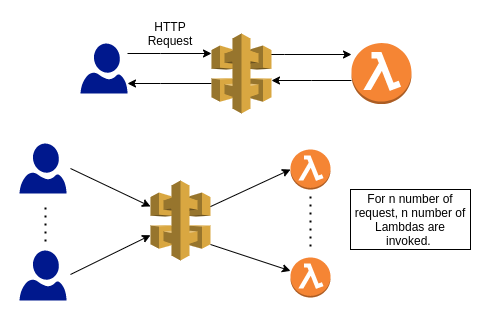 HTTP
Request
For n number of
request, n number of
Lambdas are
invoked.